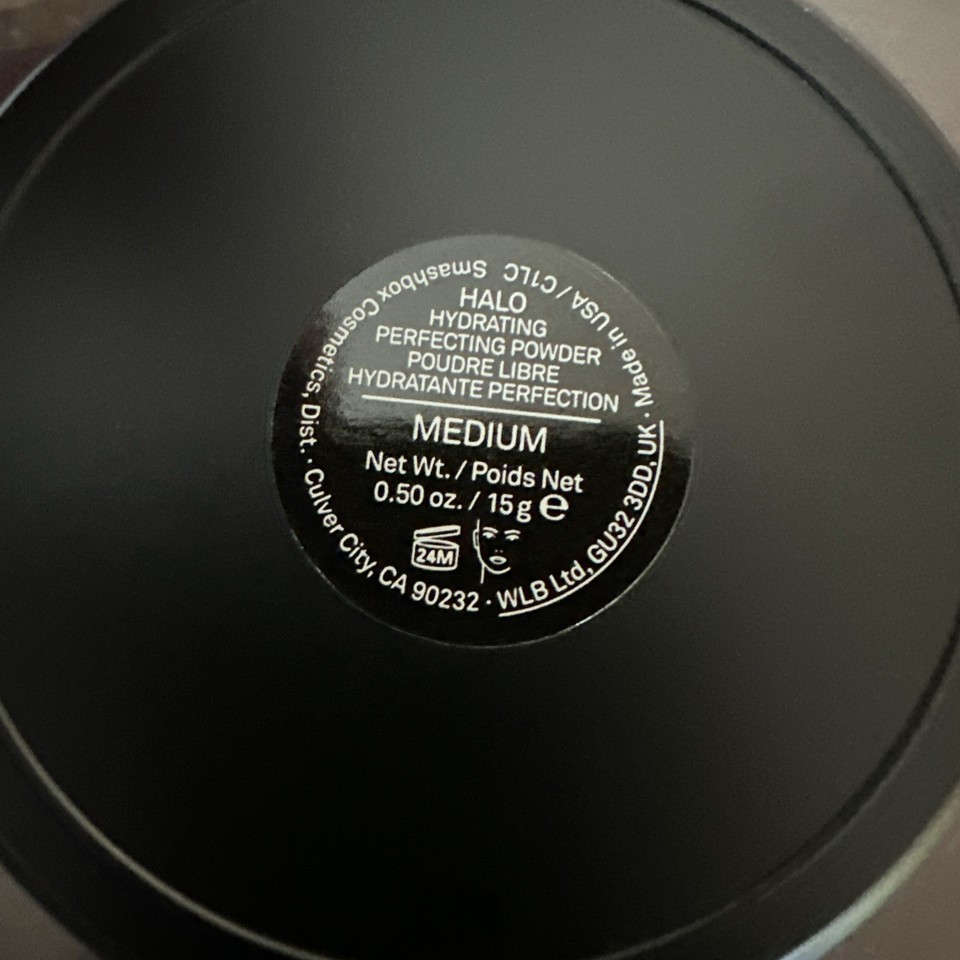 HALO
HYDRATING
PERFECTING POWDER
POUDRE LIBRE
HYDRATANTE PERFECTION
MEDIUM
Net Wt. / Poids Net
0.50 oz. / 15 g ℮
24M
Smashbox Cosmetics, Dist. · Culver City, CA 90232 · WLB Ltd, GU32 3DD, UK · Made in USA / C1LC